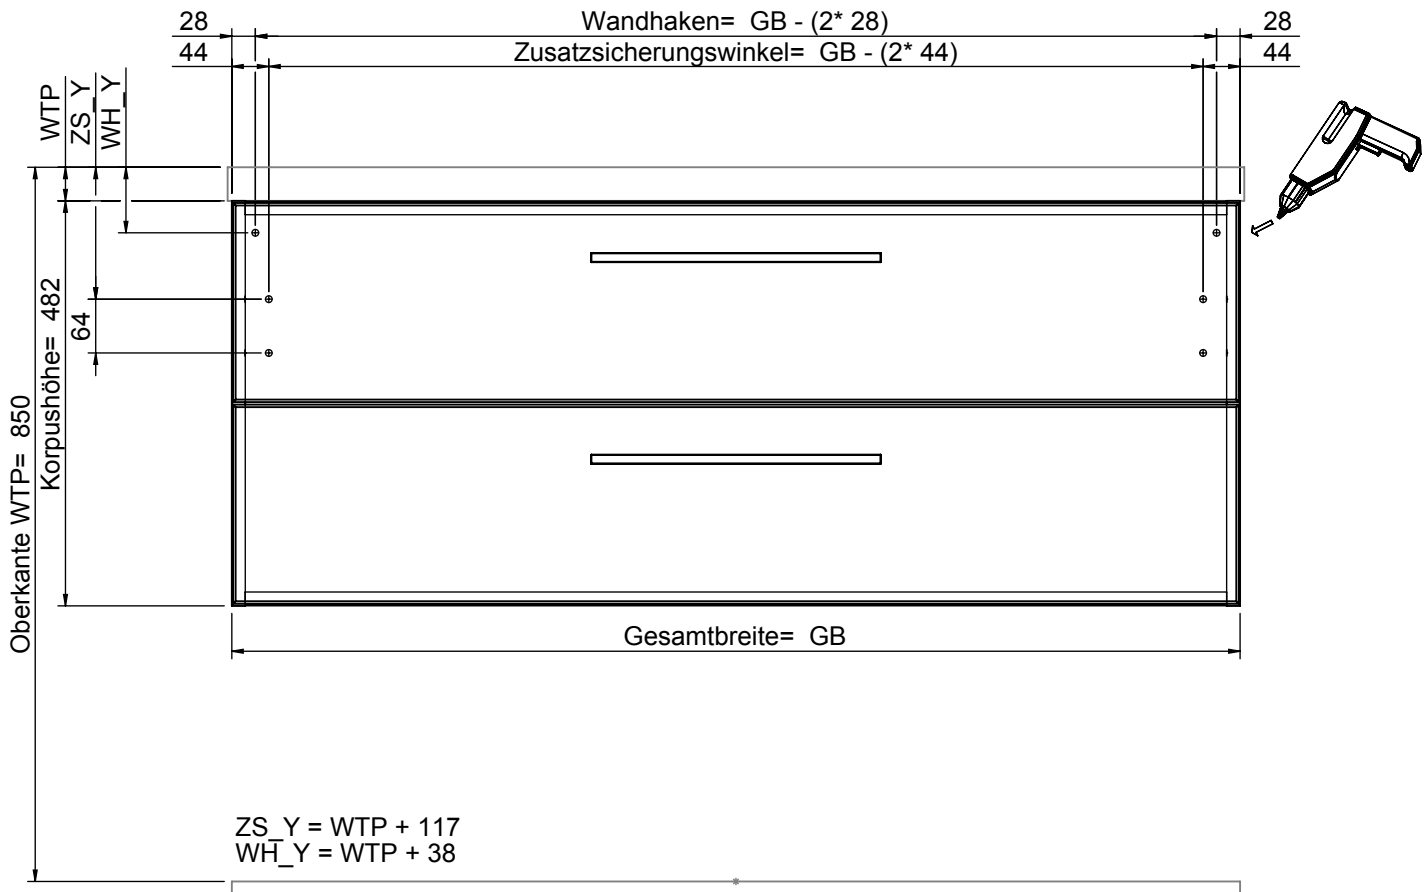 28
Wandhaken= GB - (2* 28)
28
44
Zusatzsicherungswinkel= GB - (2* 44)
44
WTP
ZS_Y
WH_Y
64
Korpushöhe= 482
Oberkante WTP= 850
Gesamtbreite= GB
ZS_Y = WTP + 117
WH_Y = WTP + 38